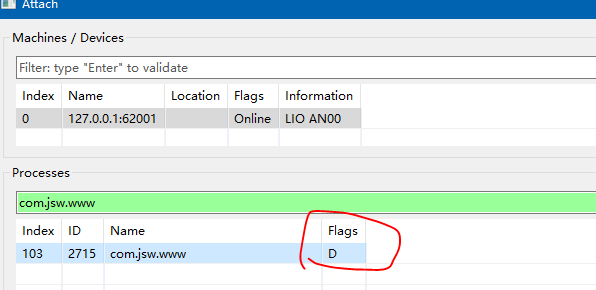 Attach
Machines / Devices
Filter: type "Enter" to validate
Index Name Location Flags Information
0 127.0.0.1:62001 Online LIO AN00
Processes
com.jsw.www
Index ID Name Flags
103 2715 com.jsw.www D